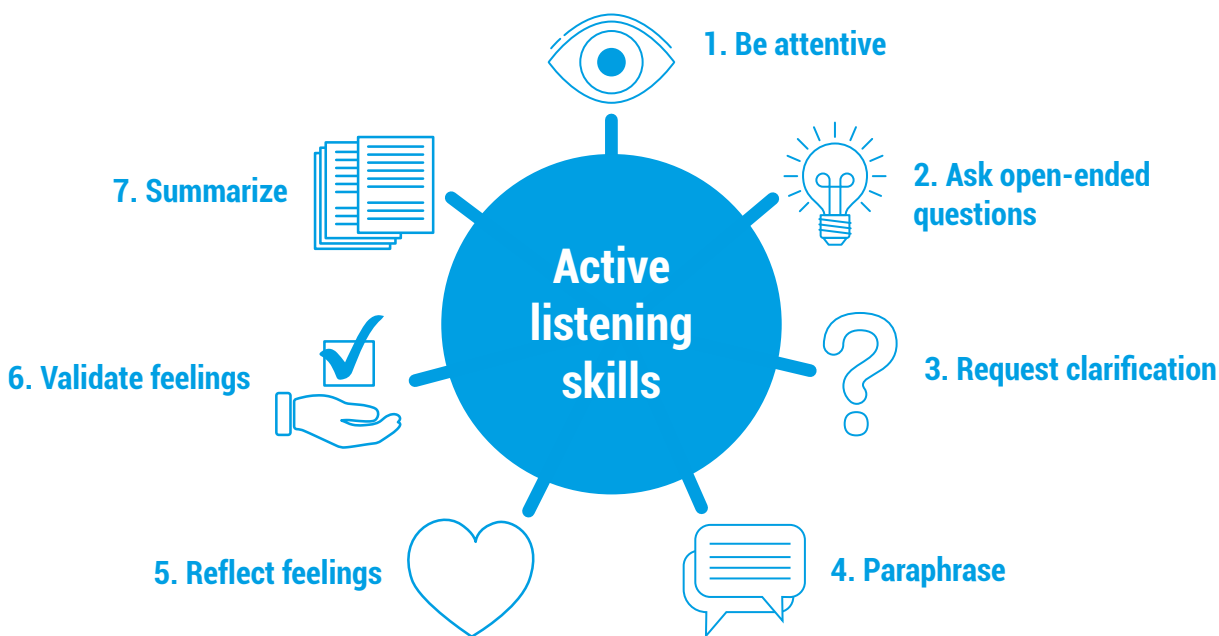 1. Be attentive
2. Ask open-ended
questions
3. Request clarification
4. Paraphrase
5. Reflect feelings
6. Validate feelings
7. Summarize
Active
listening
skills